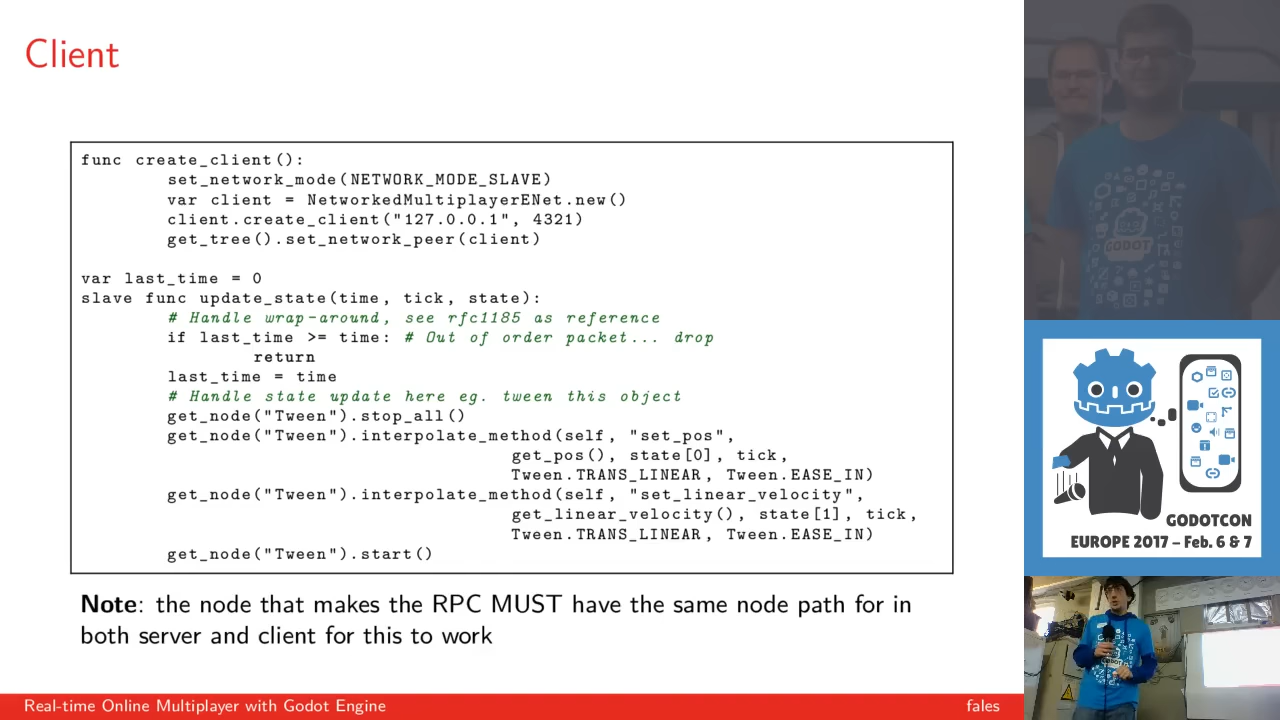 Client
func create_client():
set_network_mode(NETWORK_MODE_SLAVE)
var client = NetworkedMultiplayerENet.new()
client.create_client("127.0.0.1", 4321)
get_tree().set_network_peer(client)
var last_time = 0
slave func update_state(time, tick, state):
# Handle wrap-around, see rfc1185 as reference
if last_time >= time: # Out of order packet... drop
return
last_time = time
# Handle state update here eg. tween this object
get_node("Tween").stop_all()
get_node("Tween").interpolate_method(self, "set_pos",
get_pos(), state[0], tick,
Tween.TRANS_LINEAR, Tween.EASE_IN)
get_node("Tween").interpolate_method(self, "set_linear_velocity",
get_linear_velocity(), state[1], tick,
Tween.TRANS_LINEAR, Tween.EASE_IN)
get_node("Tween").start()
Note: the node that makes the RPC MUST have the same node path for in
both server and client for this to work
Real-time Online Multiplayer with Godot Engine
fales
GODOT
GODOTCON
EUROPE 2017 – Feb. 6 & 7